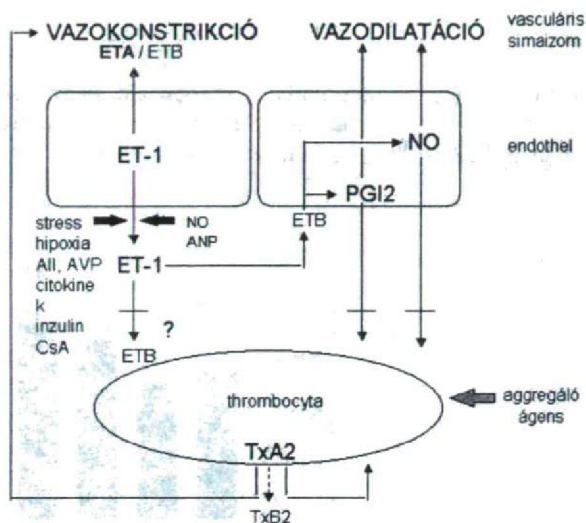 VAZOKONSTRIKCIÓ
ETA / ETB
VAZODILATÁCIÓ
vasculáris
simaizom
ET-1
NO
PGI2
endothel
ETB
stress
hipoxia
AII, AVP
citokine
k
inzulin
CsA
NO
ANP
ET-1
?
ETB
thrombocyta
aggregáló
ágens
TxA2
TxB2